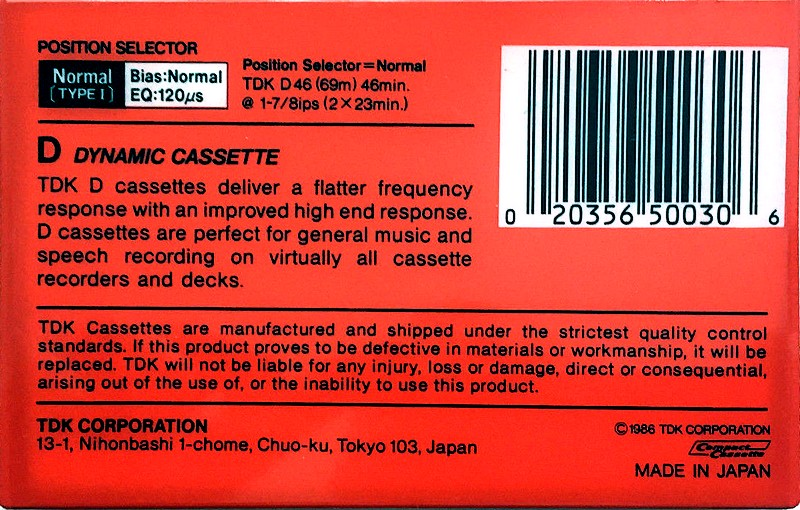 POSITION SELECTOR
Normal
[TYPE I]
Bias:Normal
EQ:120μs
Position Selector=Normal
TDK D46 (69m) 46min.
@ 1-7/8ips (2×23min.)
D DYNAMIC CASSETTE
TDK D cassettes deliver a flatter frequency
response with an improved high end response.
D cassettes are perfect for general music and
speech recording on virtually all cassette
recorders and decks.
0 20356 50030 6
TDK Cassettes are manufactured and shipped under the strictest quality control
standards. If this product proves to be defective in materials or workmanship, it will be
replaced. TDK will not be liable for any injury, loss or damage, direct or consequential,
arising out of the use of, or the inability to use this product.
TDK CORPORATION
13-1, Nihonbashi 1-chome, Chuo-ku, Tokyo 103, Japan
©1986 TDK CORPORATION
Compact
Cassette
MADE IN JAPAN